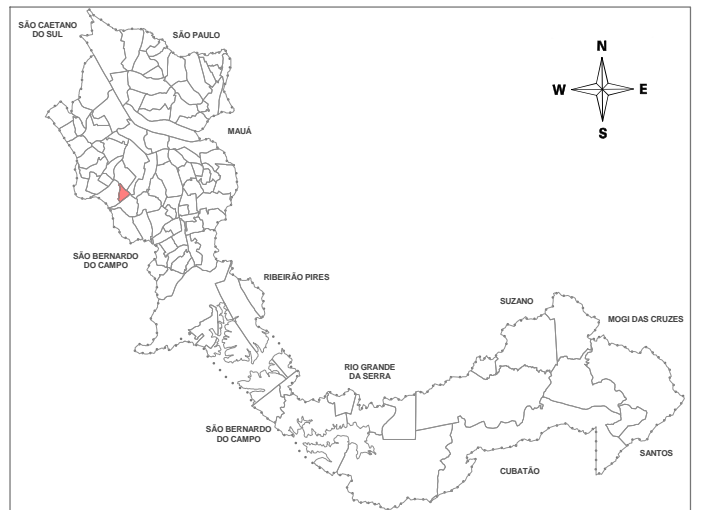 SÃO CAETANO
DO SUL
SÃO PAULO
N
W
E
S
MAUÁ
SÃO BERNARDO
DO CAMPO
RIBEIRÃO PIRES
SUZANO
MOGI DAS CRUZES
RIO GRANDE
DA SERRA
SÃO BERNARDO
DO CAMPO
SANTOS
CUBATÃO